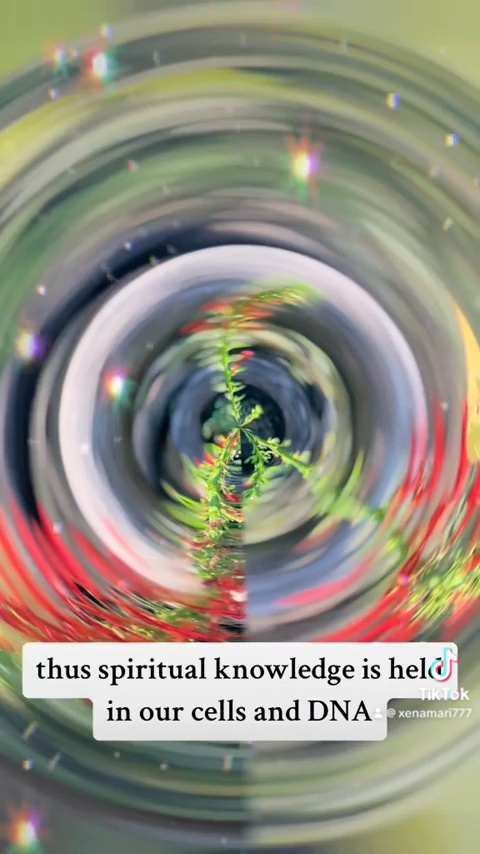 thus spiritual knowledge is held
in our cells and DNA
TikTok
@ xenamari777